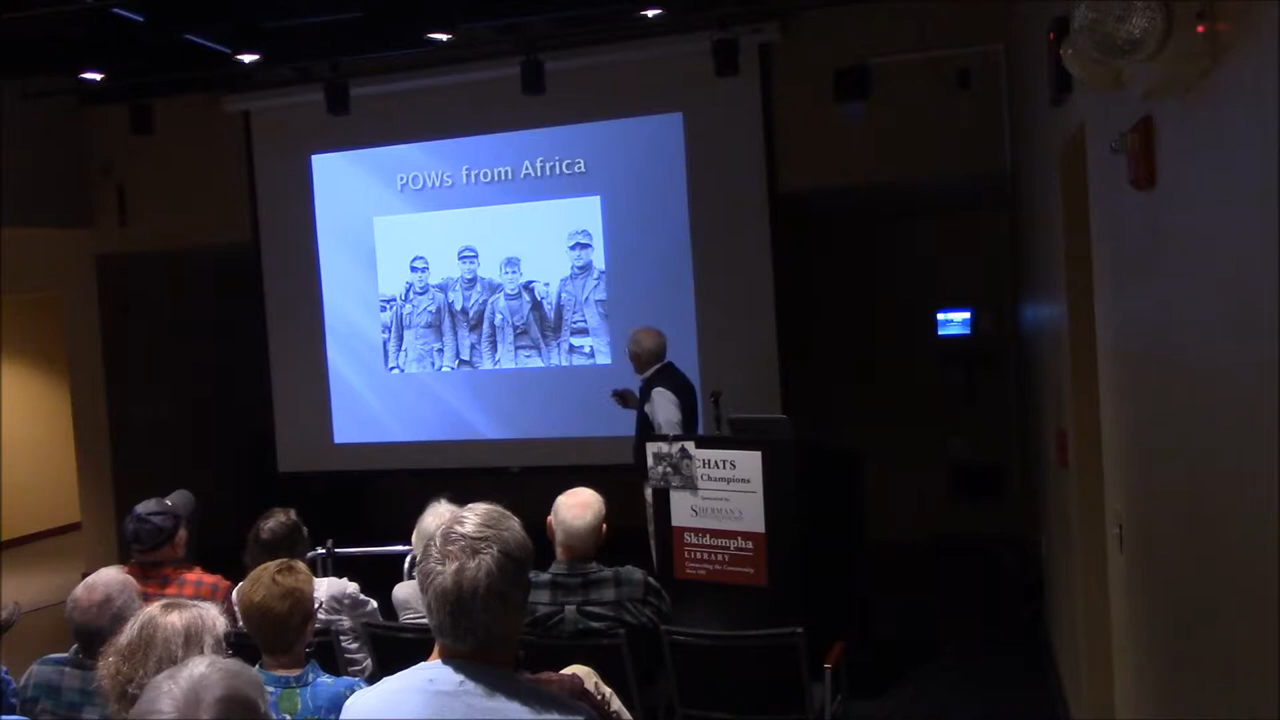 POWs from Africa
CHATS
Champions
Sponsored by
SHERMAN'S
Skidompha
LIBRARY
Connecting the Community